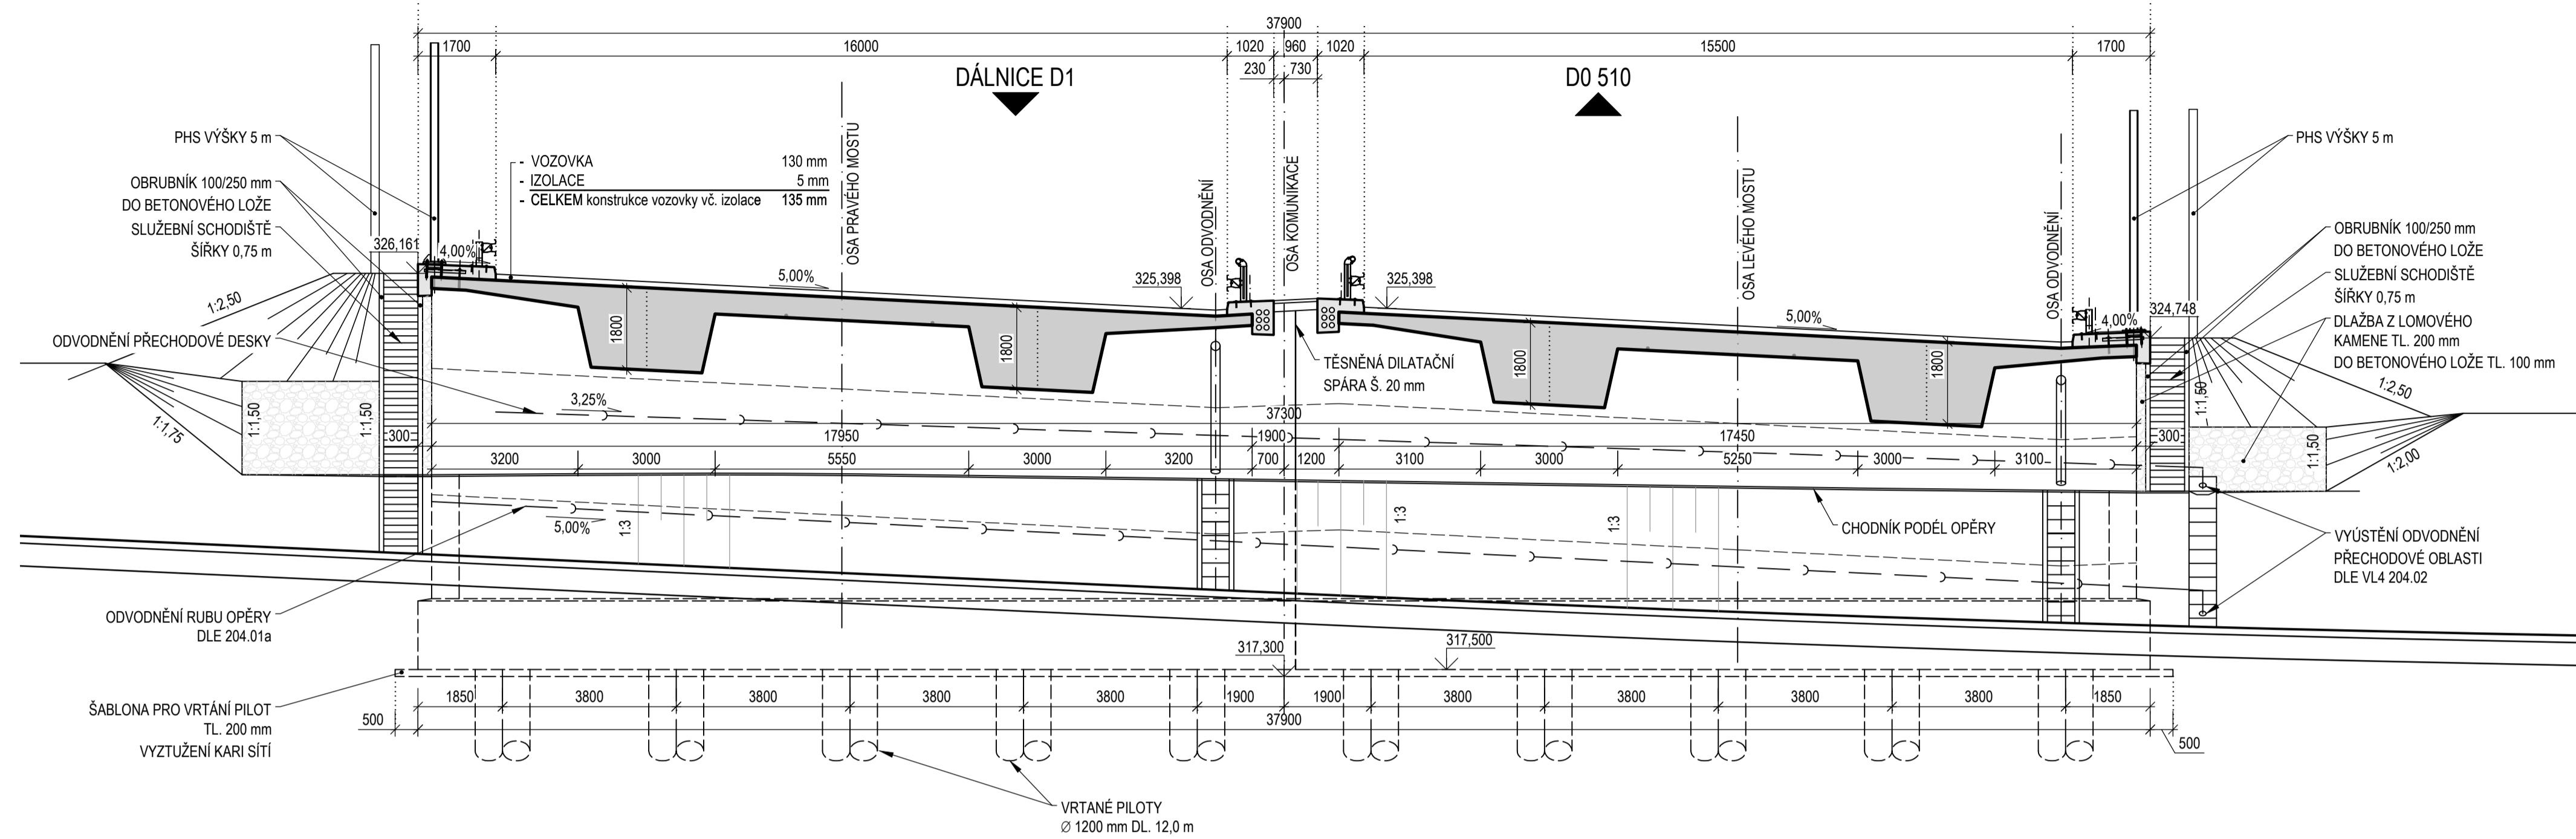 37900
1700
16000
1020
960
1020
15500
1700
230
730
DÁLNICE D1
D0 510
PHS VÝŠKY 5 m
OBRUBNÍK 100/250 mm
DO BETONOVÉHO LOŽE
SLUŽEBNÍ SCHODIŠTĚ
ŠÍŘKY 0,75 m
- VOZOVKA 130 mm
- IZOLACE 5 mm
- CELKEM konstrukce vozovky vč. izolace 135 mm
OSA PRAVÉHO MOSTU
OSA ODVODNĚNÍ
OSA KOMUNIKACE
OSA LEVÉHO MOSTU
OSA ODVODNĚNÍ
PHS VÝŠKY 5 m
OBRUBNÍK 100/250 mm
DO BETONOVÉHO LOŽE
SLUŽEBNÍ SCHODIŠTĚ
ŠÍŘKY 0,75 m
DLAŽBA Z LOMOVÉHO
KAMENE TL. 200 mm
DO BETONOVÉHO LOŽE TL. 100 mm
326,161
4,00%
5,00%
325,398
325,398
5,00%
4,00%
324,748
1:2,50
1800
1800
1800
1800
ODVODNĚNÍ PŘECHODOVÉ DESKY
TĚSNĚNÁ DILATAČNÍ
SPÁRA Š. 20 mm
1:1,75
1:1,50
1:1,50
3,25%
1:1,50
1:2,50
1:1,50
1:2,00
37300
300
17950
1900
17450
300
3200
3000
5550
3000
3200
700
1200
3100
3000
5250
3000
3100
5,00%
1:3
1:3
1:3
CHODNÍK PODÉL OPĚRY
VYÚSTĚNÍ ODVODNĚNÍ
PŘECHODOVÉ OBLASTI
DLE VL4 204.02
ODVODNĚNÍ RUBU OPĚRY
DLE 204.01a
317,300
317,500
ŠABLONA PRO VRTÁNÍ PILOT
TL. 200 mm
VYZTUŽENÍ KARI SÍTÍ
1850
3800
3800
3800
3800
1900
1900
3800
3800
3800
3800
1850
500
37900
500
VRTANÉ PILOTY
Ø 1200 mm DL. 12,0 m